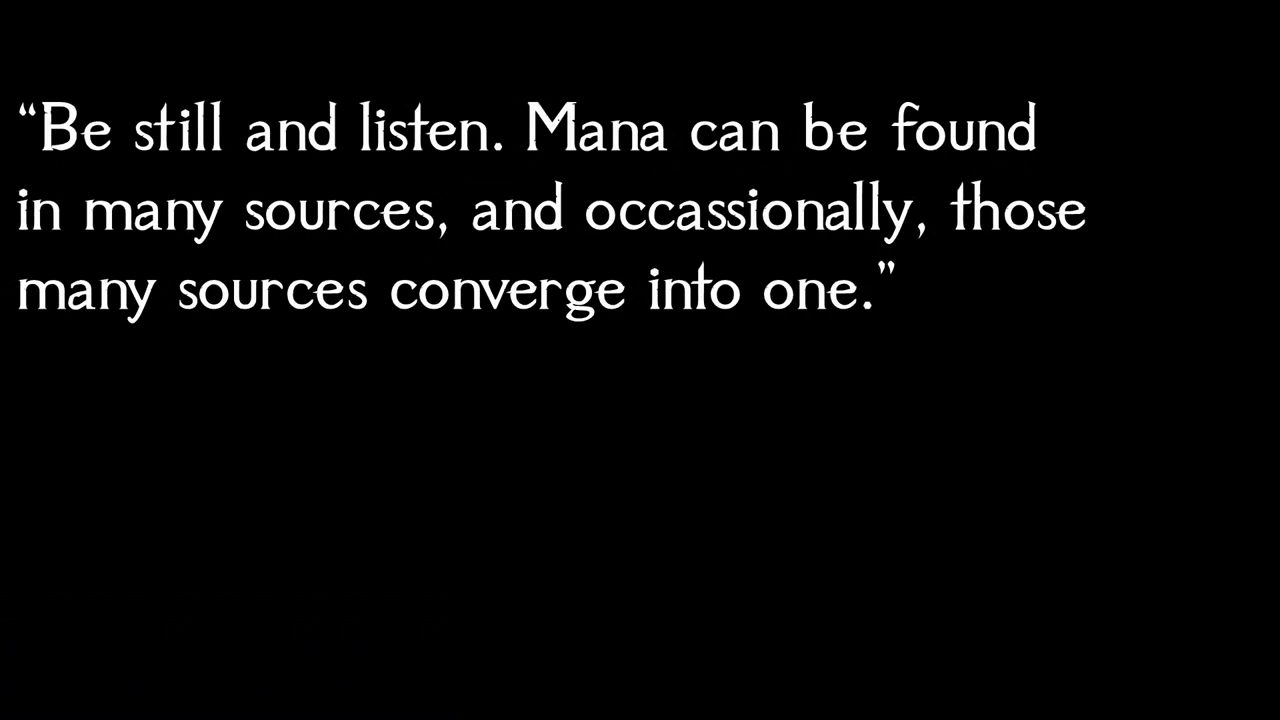 “Be still and listen. Mana can be found
in many sources, and occassionally, those
many sources converge into one.”